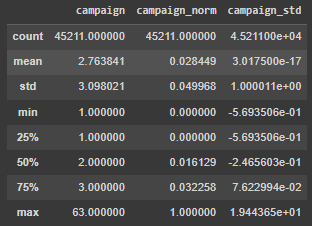 campaign campaign_norm campaign_std
count 45211.000000 45211.000000 4.521100e+04
mean 2.763841 0.028449 3.017500e-17
std 3.098021 0.049968 1.000011e+00
min 1.000000 0.000000 -5.693506e-01
25% 1.000000 0.000000 -5.693506e-01
50% 2.000000 0.016129 -2.465603e-01
75% 3.000000 0.032258 7.622994e-02
max 63.000000 1.000000 1.944365e+01